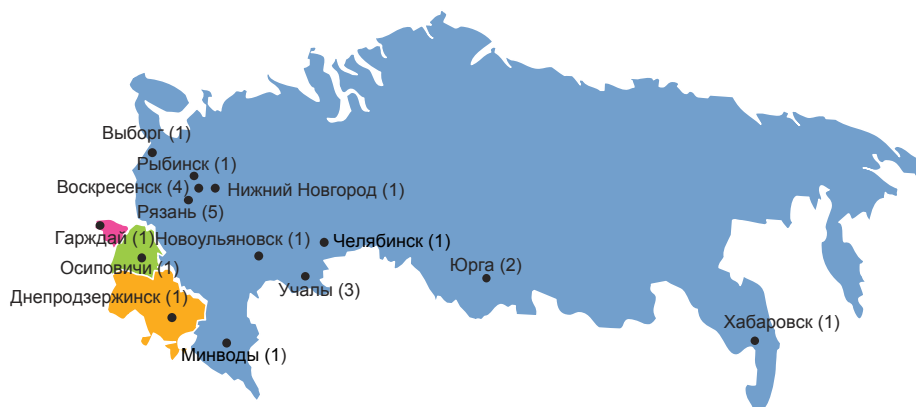 Выборг (1)
Рыбинск (1)
Воскресенск (4)
Нижний Новгород (1)
Рязань (5)
Гарждай (1)
Новоульяновск (1)
Челябинск (1)
Осиповичи (1)
Юрга (2)
Учалы (3)
Днепродзержинск (1)
Хабаровск (1)
Минводы (1)